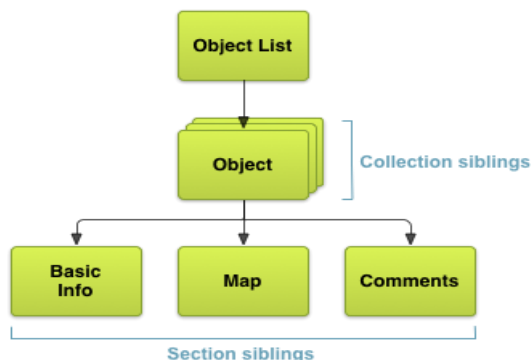 Object List
Object
Collection siblings
Basic
Info
Map
Comments
Section siblings